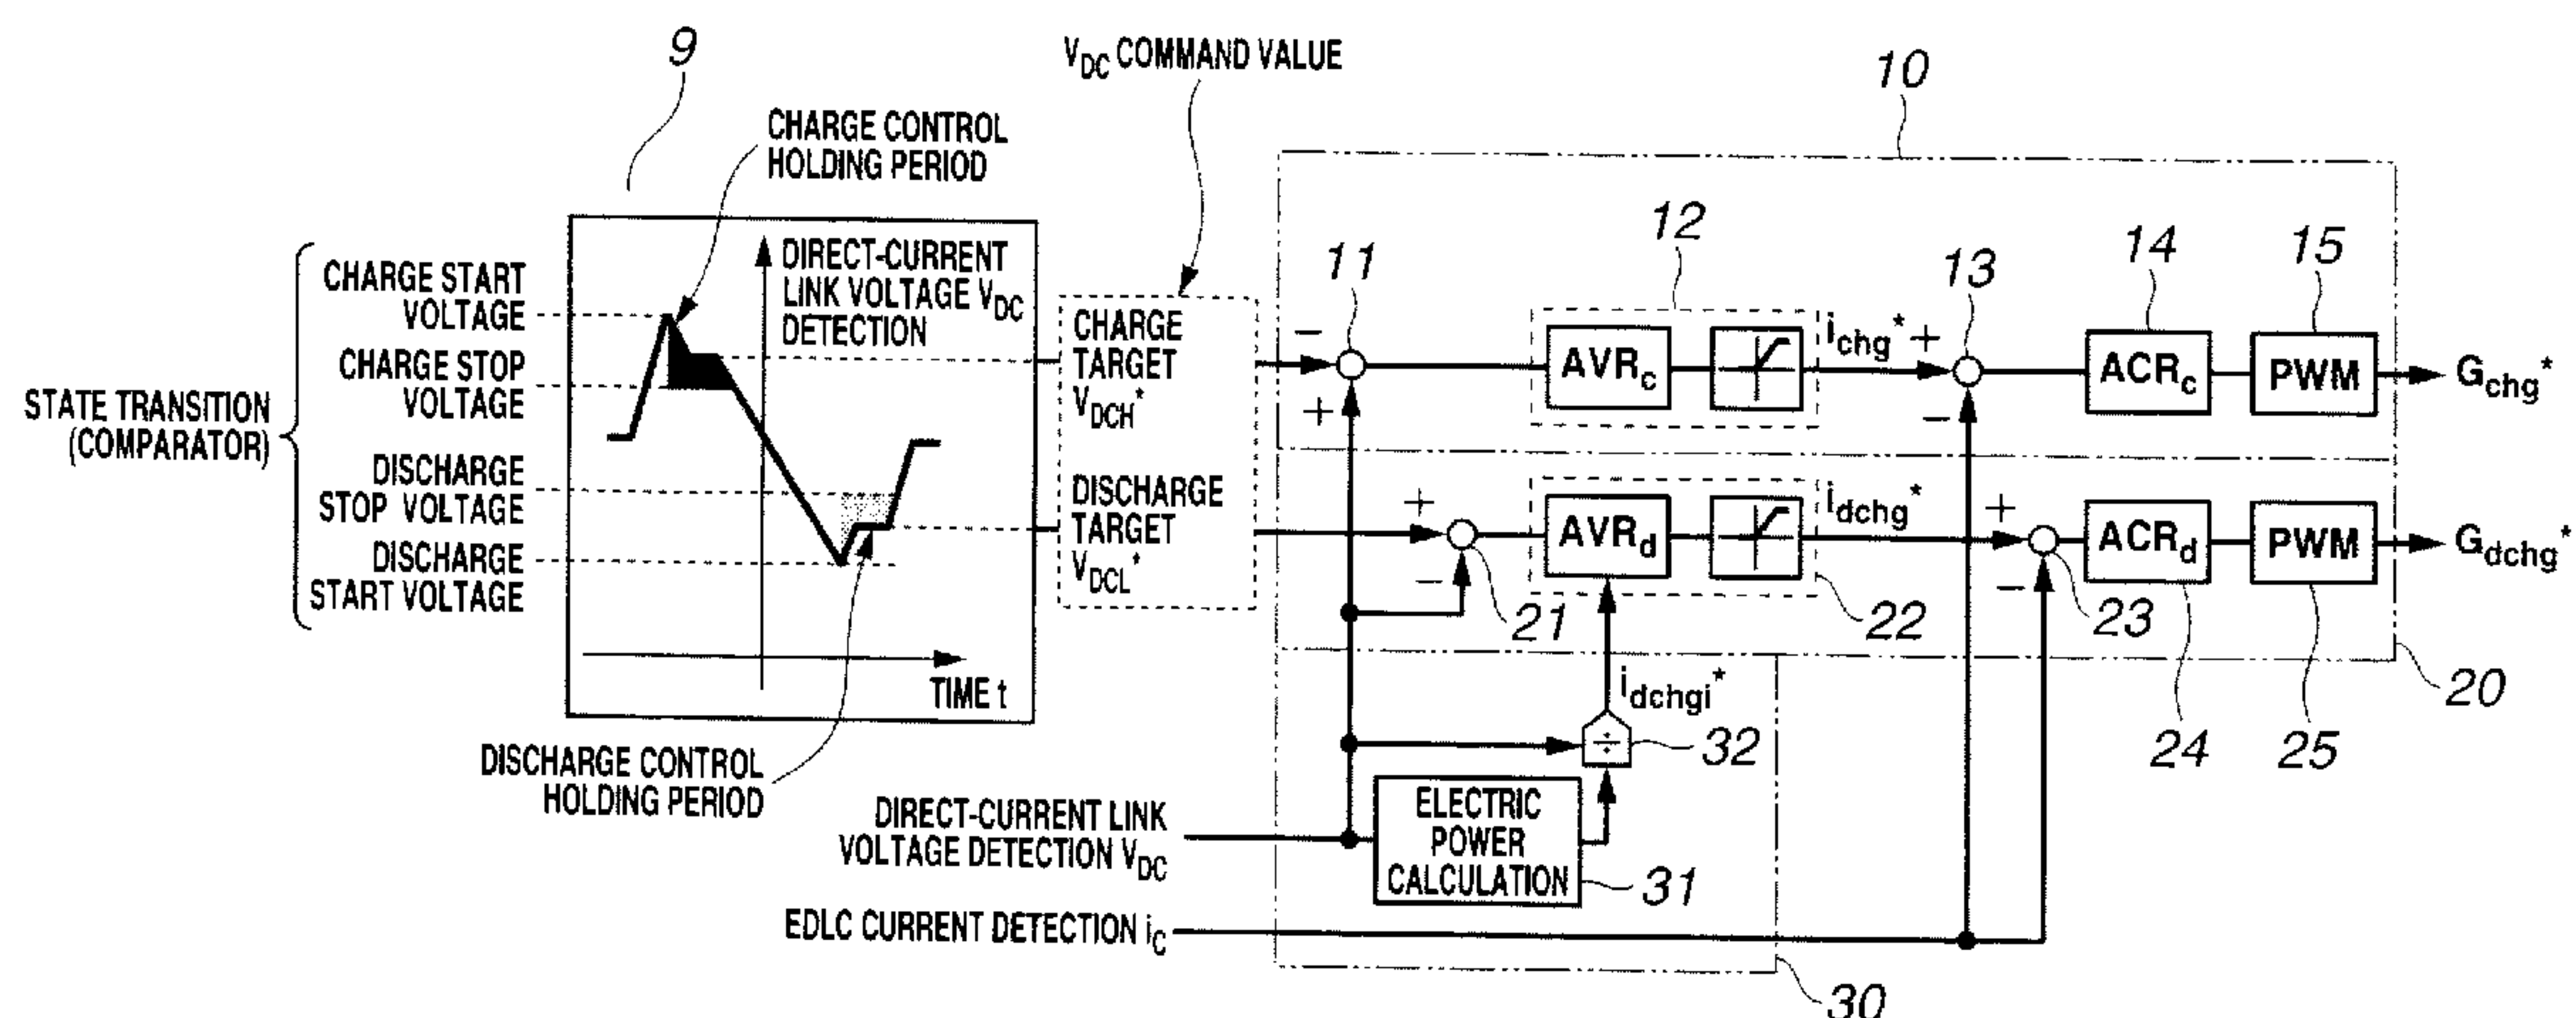 9
V_DC COMMAND VALUE
10
CHARGE CONTROL
HOLDING PERIOD
STATE TRANSITION
(COMPARATOR)
CHARGE START
VOLTAGE
CHARGE STOP
VOLTAGE
DISCHARGE
STOP VOLTAGE
DISCHARGE
START VOLTAGE
DIRECT-CURRENT
LINK VOLTAGE V_DC
DETECTION
TIME t
DISCHARGE CONTROL
HOLDING PERIOD
CHARGE
TARGET
V_DCH*
DISCHARGE
TARGET
V_DCL*
− 11
+
12
AVR_c
i_chg* +
13
−
14
ACR_c
15
PWM
G_chg*
+
−
21
AVR_d
22
i_dchg*
+
−
23
ACR_d
24
PWM
25
G_dchg*
20
i_dchgi*
÷
32
DIRECT-CURRENT LINK
VOLTAGE DETECTION V_DC
ELECTRIC
POWER
CALCULATION
31
EDLC CURRENT DETECTION i_C
30